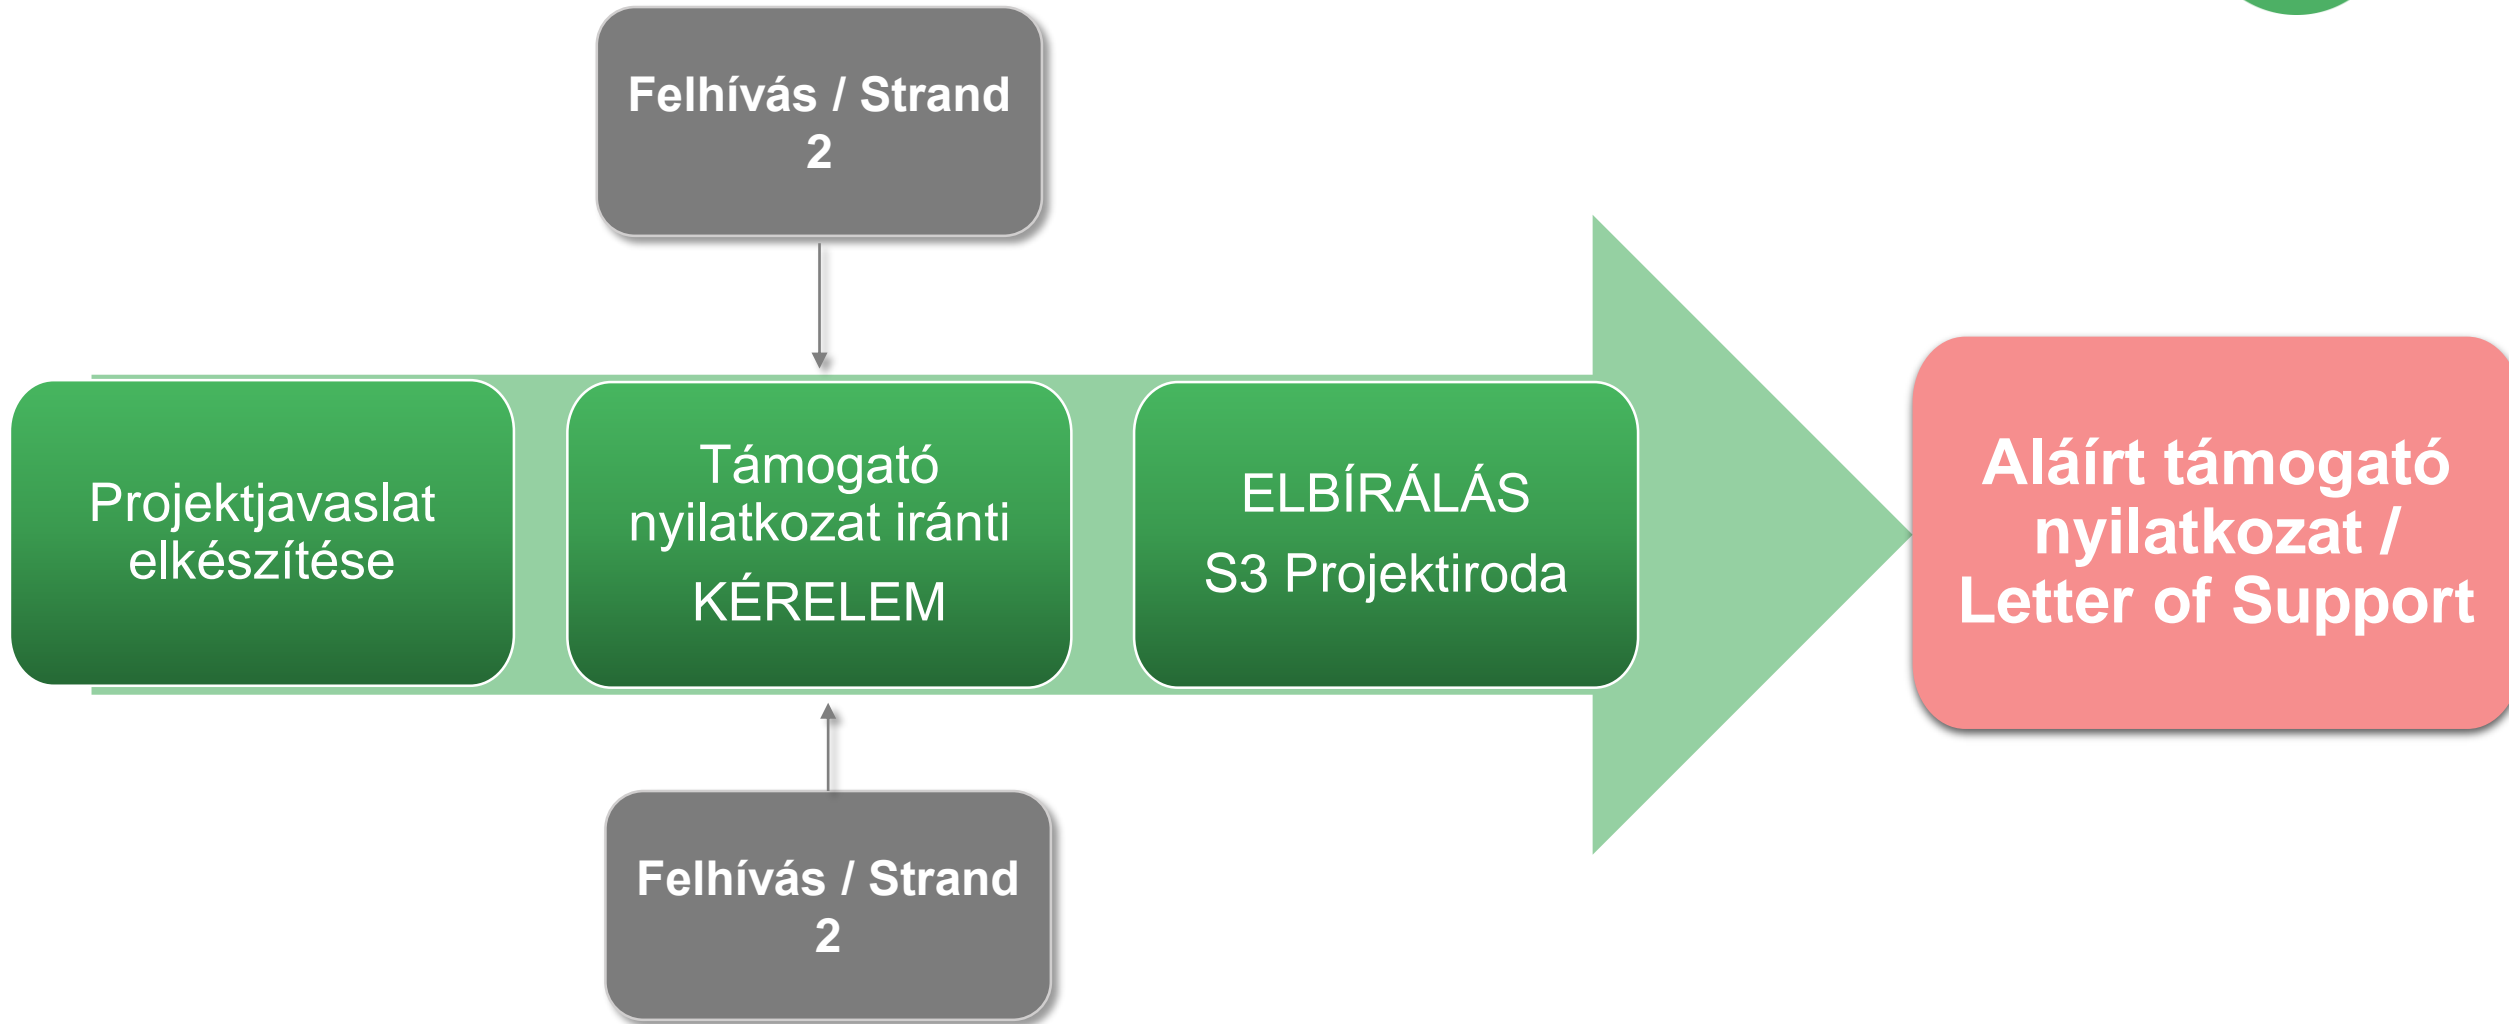 Felhívás / Strand
2
Projektjavaslat
elkészítése
Támogató
nyilatkozat iránti
KÉRELEM
ELBÍRÁLÁS
S3 Projektiroda
Aláírt támogató
nyilatkozat /
Letter of Support
Felhívás / Strand
2